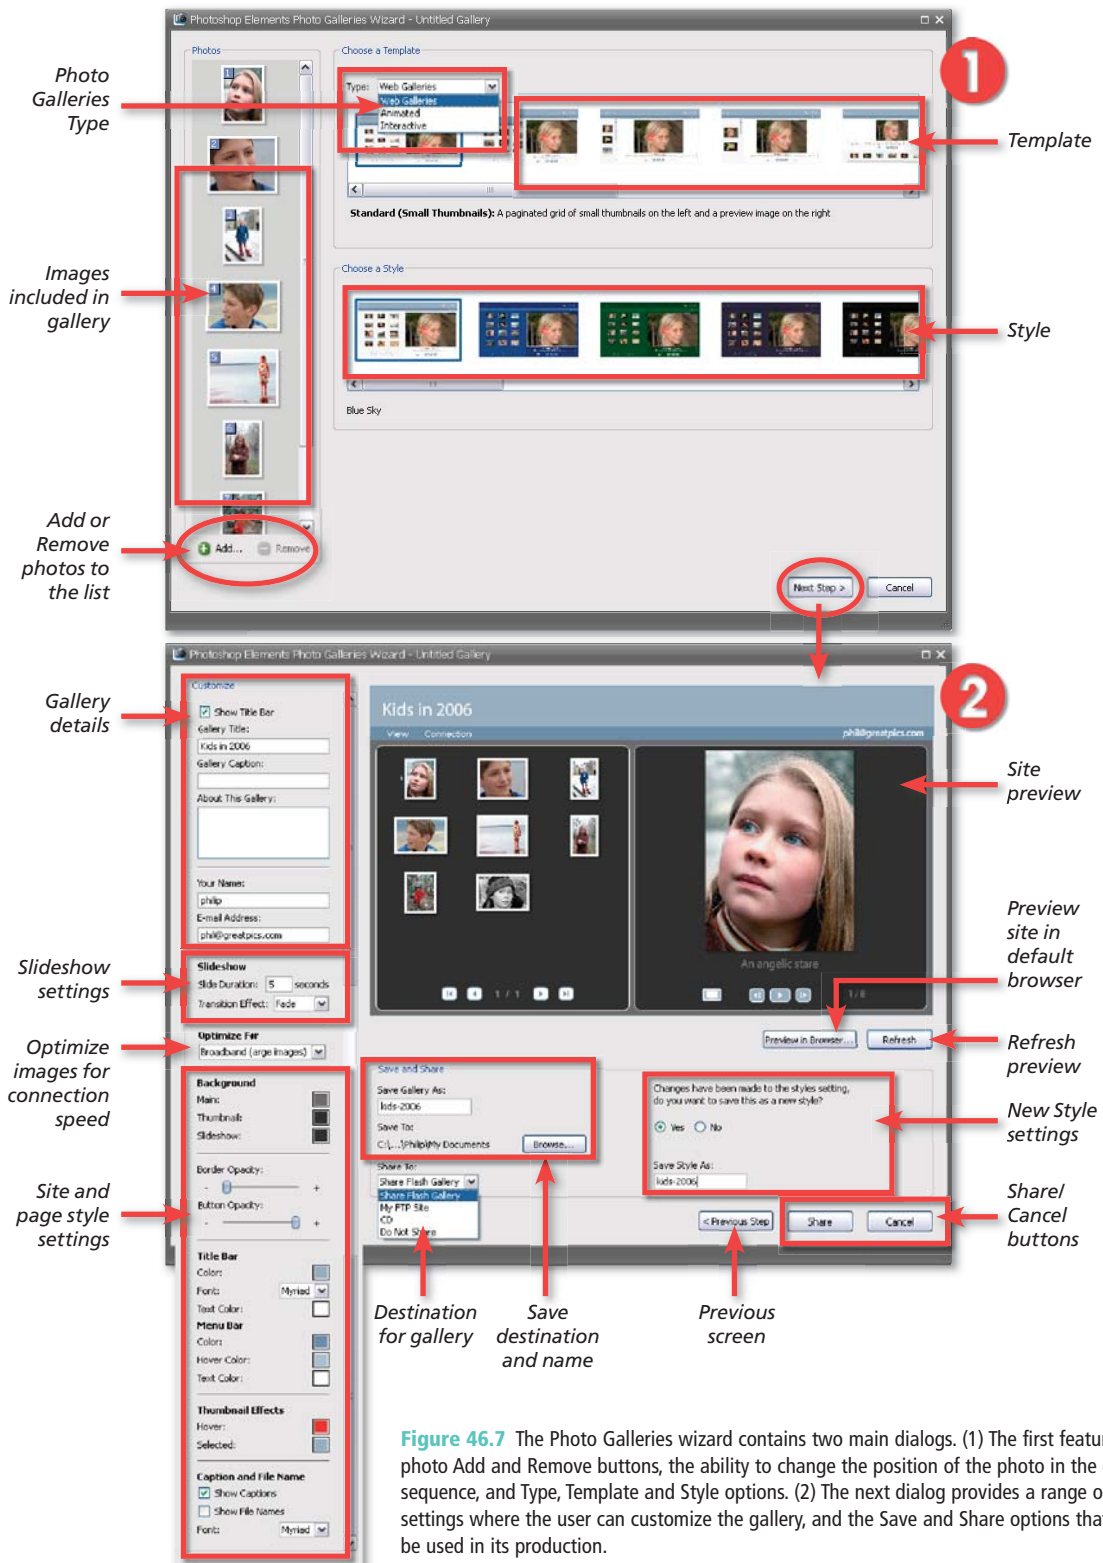 Photoshop Elements Photo Galleries Wizard - Untitled Gallery
Photos
Choose a Template
1
Photo
Galleries
Type
Type: Web Galleries
Web Galleries
Animated
Interactive
Template
Standard (Small Thumbnails): A paginated grid of small thumbnails on the left and a preview image on the right
Images
included in
gallery
1
2
3
4
5
6
Choose a Style
Style
Blue Sky
Add or
Remove
photos to
the list
Add...
Remove
Next Step >
Cancel
Photoshop Elements Photo Galleries Wizard - Untitled Gallery
2
Gallery
details
Customize
Show Title Bar
Gallery Title:
Kids in 2006
Gallery Caption:
About This Gallery:
Your Name:
philip
E-mail Address:
phil@greatpics.com
Kids in 2006
View Connection
phil@greatpics.com
Site
preview
An angelic stare
1 / 1
1 / 8
Slideshow
settings
Slideshow
Slide Duration: 5 seconds
Transition Effect: Fade
Preview
site in
default
browser
Optimize
images for
connection
speed
Optimize For
Broadband (large images)
Preview in Browser...
Refresh
Refresh
preview
Site and
page style
settings
Background
Main:
Thumbnail:
Slideshow:
Border Opacity:
- +
Button Opacity:
- +
Title Bar
Color:
Font: Myriad
Text Color:
Menu Bar
Color:
Hover Color:
Text Color:
Thumbnail Effects
Hover:
Selected:
Caption and File Name
Show Captions
Show File Names
Font: Myriad
Save and Share
Save Gallery As:
kids-2006
Save To:
C:\...\Philip\My Documents
Browse...
Share To:
Share Flash Gallery
Share Flash Gallery
My FTP Site
CD
Do Not Share
Changes have been made to the styles setting,
do you want to save this as a new style?
Yes No
Save Style As:
kids-2006
New Style
settings
< Previous Step
Share
Cancel
Share/
Cancel
buttons
Destination
for gallery
Save
destination
and name
Previous
screen
Figure 46.7 The Photo Galleries wizard contains two main dialogs. (1) The first featu
photo Add and Remove buttons, the ability to change the position of the photo in the
sequence, and Type, Template and Style options. (2) The next dialog provides a range o
settings where the user can customize the gallery, and the Save and Share options tha
be used in its production.